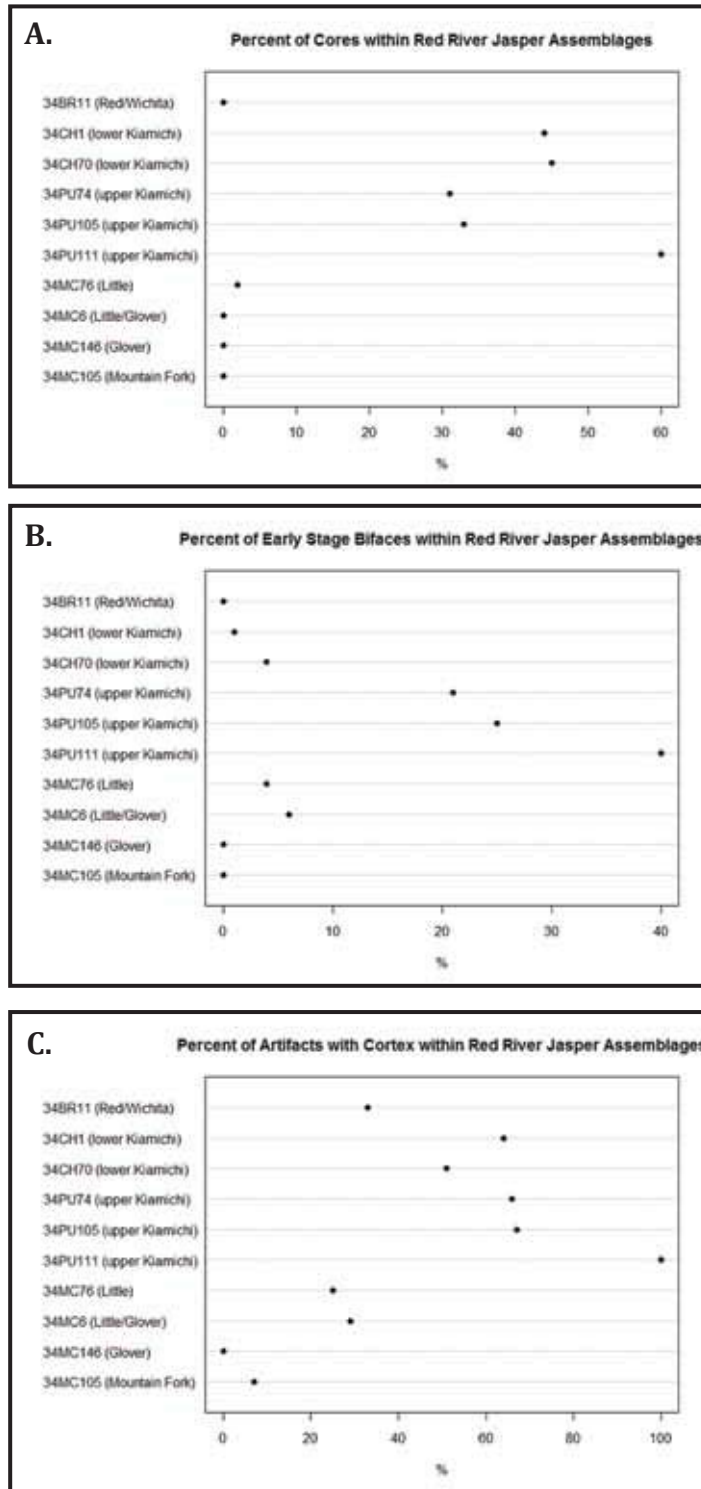 A.
Percent of Cores within Red River Jasper Assemblages
34BR11 (Red/Wichita)
34CH1 (lower Kiamichi)
34CH70 (lower Kiamichi)
34PU74 (upper Kiamichi)
34PU105 (upper Kiamichi)
34PU111 (upper Kiamichi)
34MC76 (Little)
34MC6 (Little/Glover)
34MC146 (Glover)
34MC105 (Mountain Fork)
0 10 20 30 40 50 60
%
B.
Percent of Early Stage Bifaces within Red River Jasper Assemblages
34BR11 (Red/Wichita)
34CH1 (lower Kiamichi)
34CH70 (lower Kiamichi)
34PU74 (upper Kiamichi)
34PU105 (upper Kiamichi)
34PU111 (upper Kiamichi)
34MC76 (Little)
34MC6 (Little/Glover)
34MC146 (Glover)
34MC105 (Mountain Fork)
0 10 20 30 40
%
C.
Percent of Artifacts with Cortex within Red River Jasper Assemblages
34BR11 (Red/Wichita)
34CH1 (lower Kiamichi)
34CH70 (lower Kiamichi)
34PU74 (upper Kiamichi)
34PU105 (upper Kiamichi)
34PU111 (upper Kiamichi)
34MC76 (Little)
34MC6 (Little/Glover)
34MC146 (Glover)
34MC105 (Mountain Fork)
0 20 40 60 80 100
%